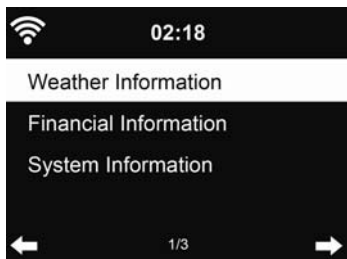 02:18
Weather Information
Financial Information
System Information
1/3